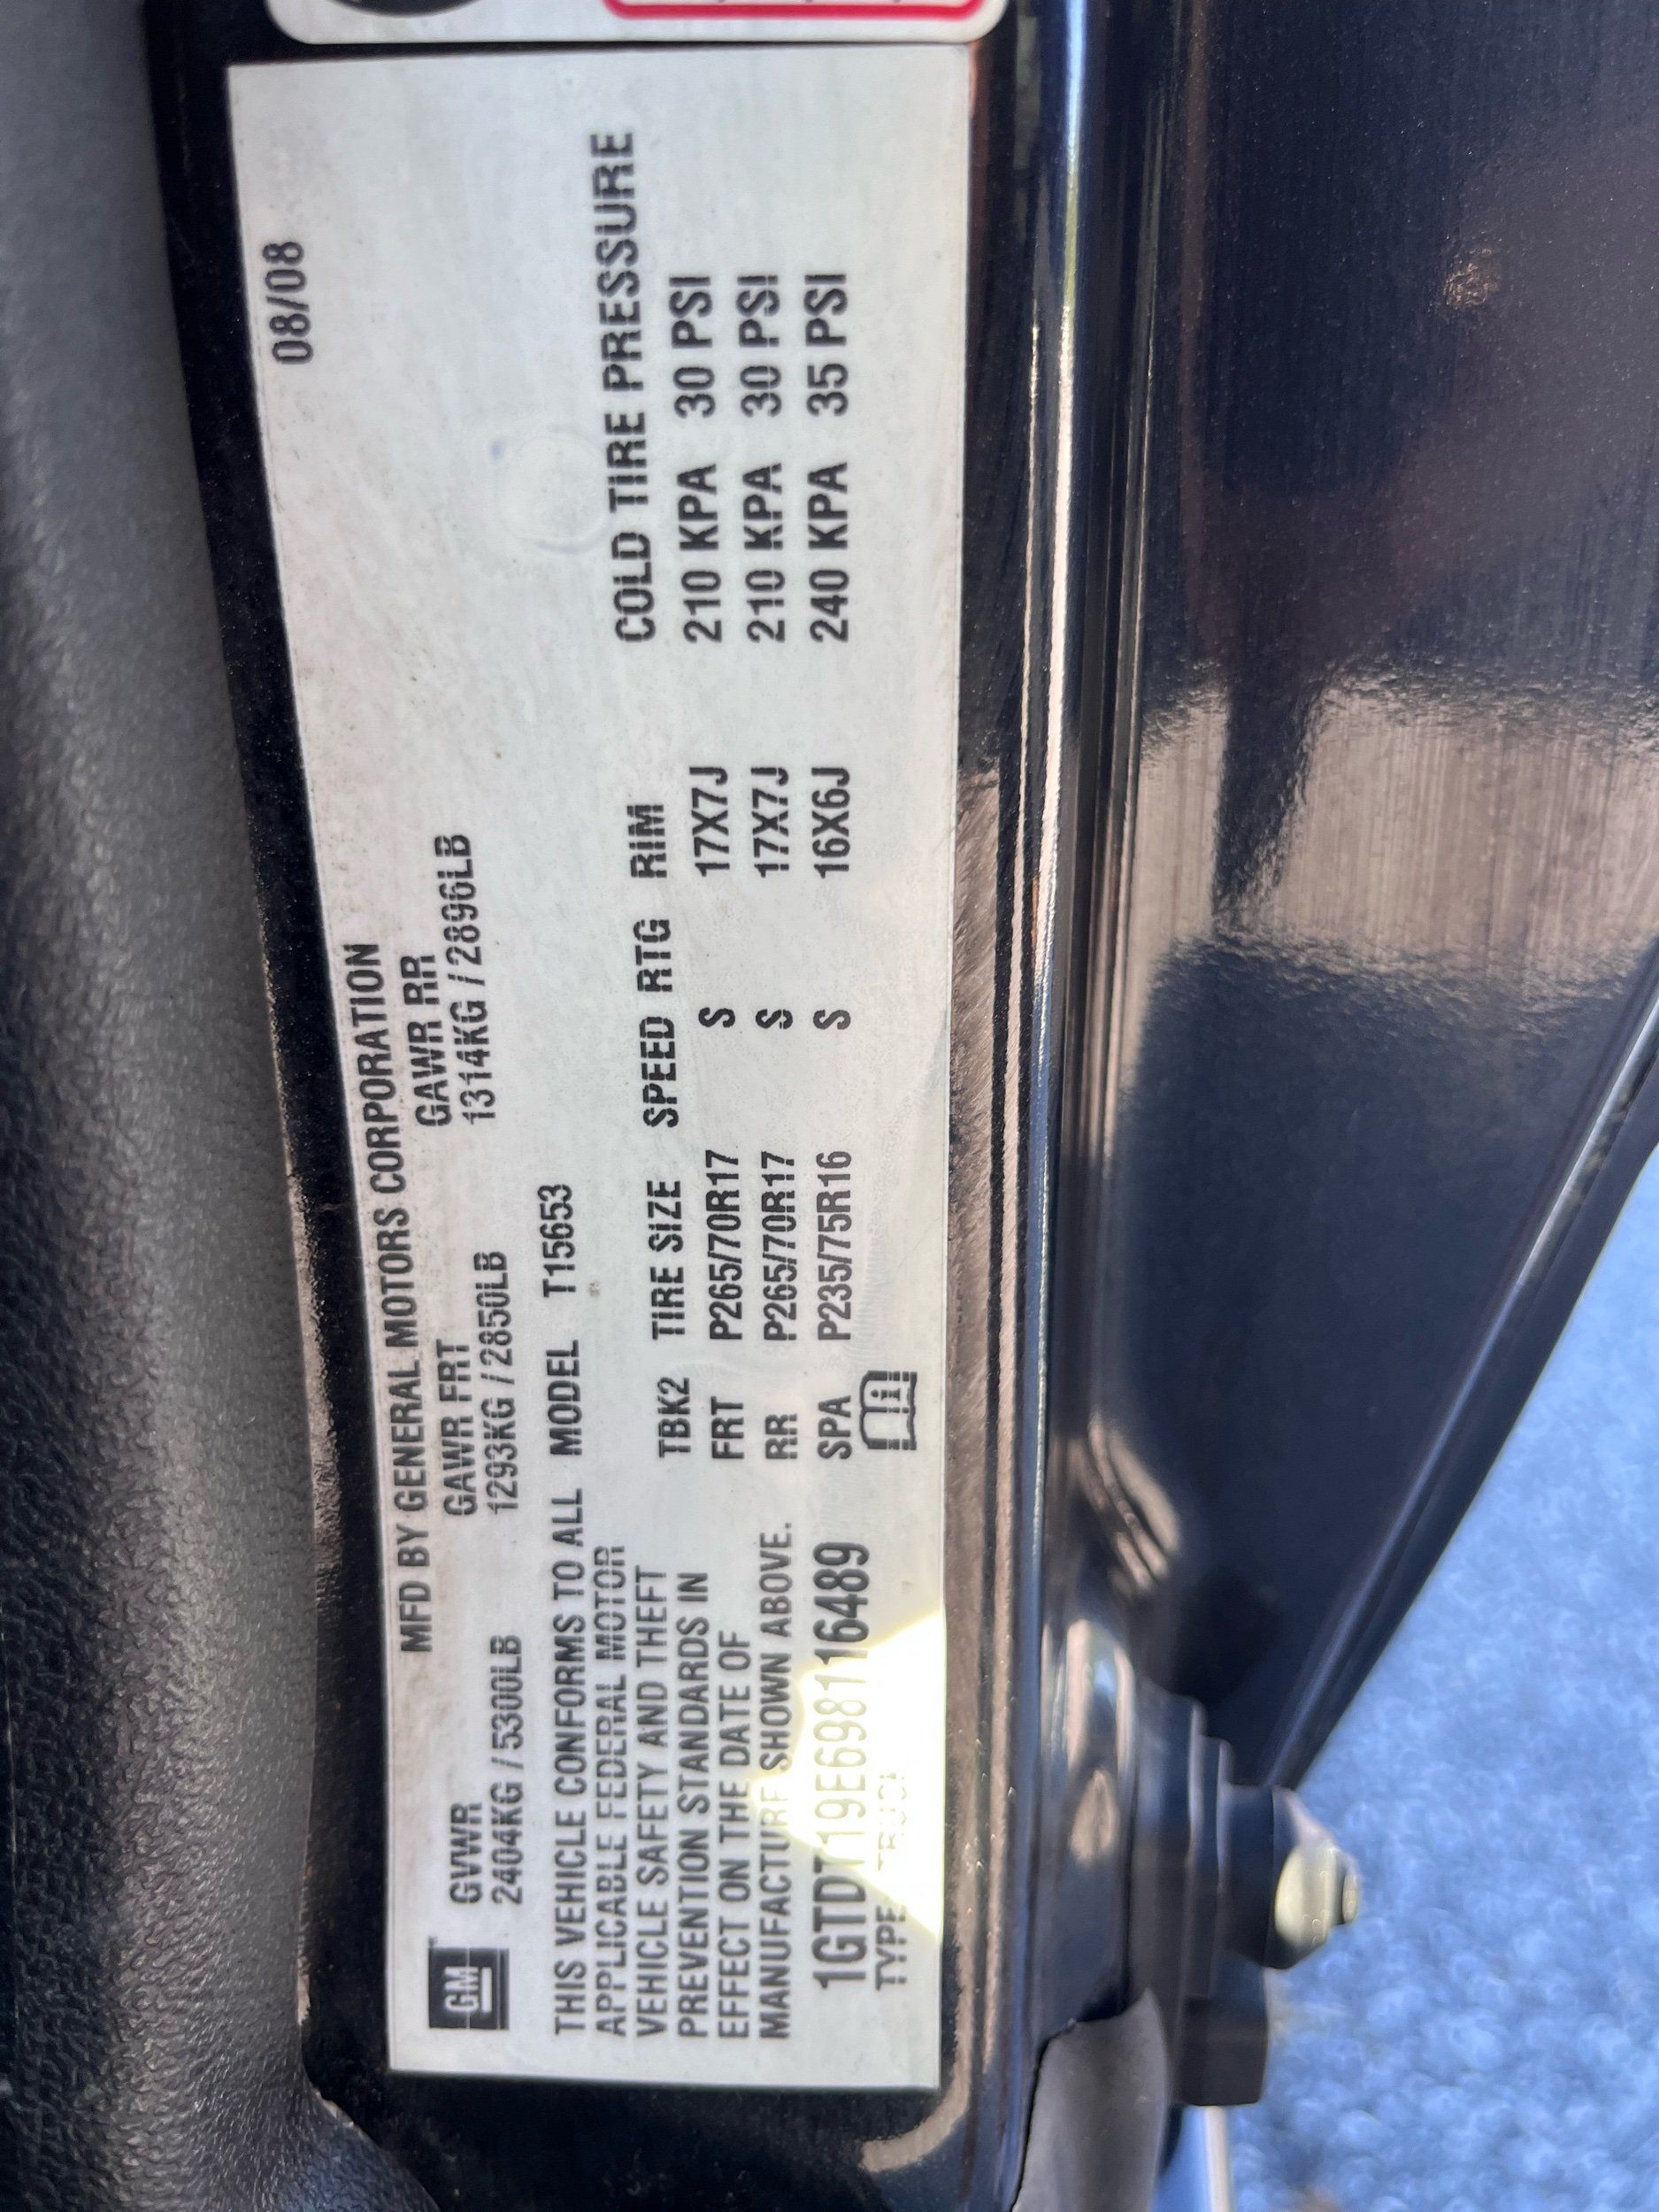 08/08
MFD BY GENERAL MOTORS CORPORATION
GM
GVWR GAWR FRT GAWR RR
2404KG / 5300LB 1293KG / 2850LB 1314KG / 2896LB
THIS VEHICLE CONFORMS TO ALL
APPLICABLE FEDERAL MOTOR
VEHICLE SAFETY AND THEFT
PREVENTION STANDARDS IN
EFFECT ON THE DATE OF
MANUFACTURE SHOWN ABOVE.
1GTDT19E698116489
TYPE: TRUCK
MODEL T15653
TBK2 TIRE SIZE SPEED RTG RIM COLD TIRE PRESSURE
FRT P265/70R17 S 17X7J 210 KPA 30 PSI
RR P265/70R17 S 17X7J 210 KPA 30 PSI
SPA P235/75R16 S 16X6J 240 KPA 35 PSI